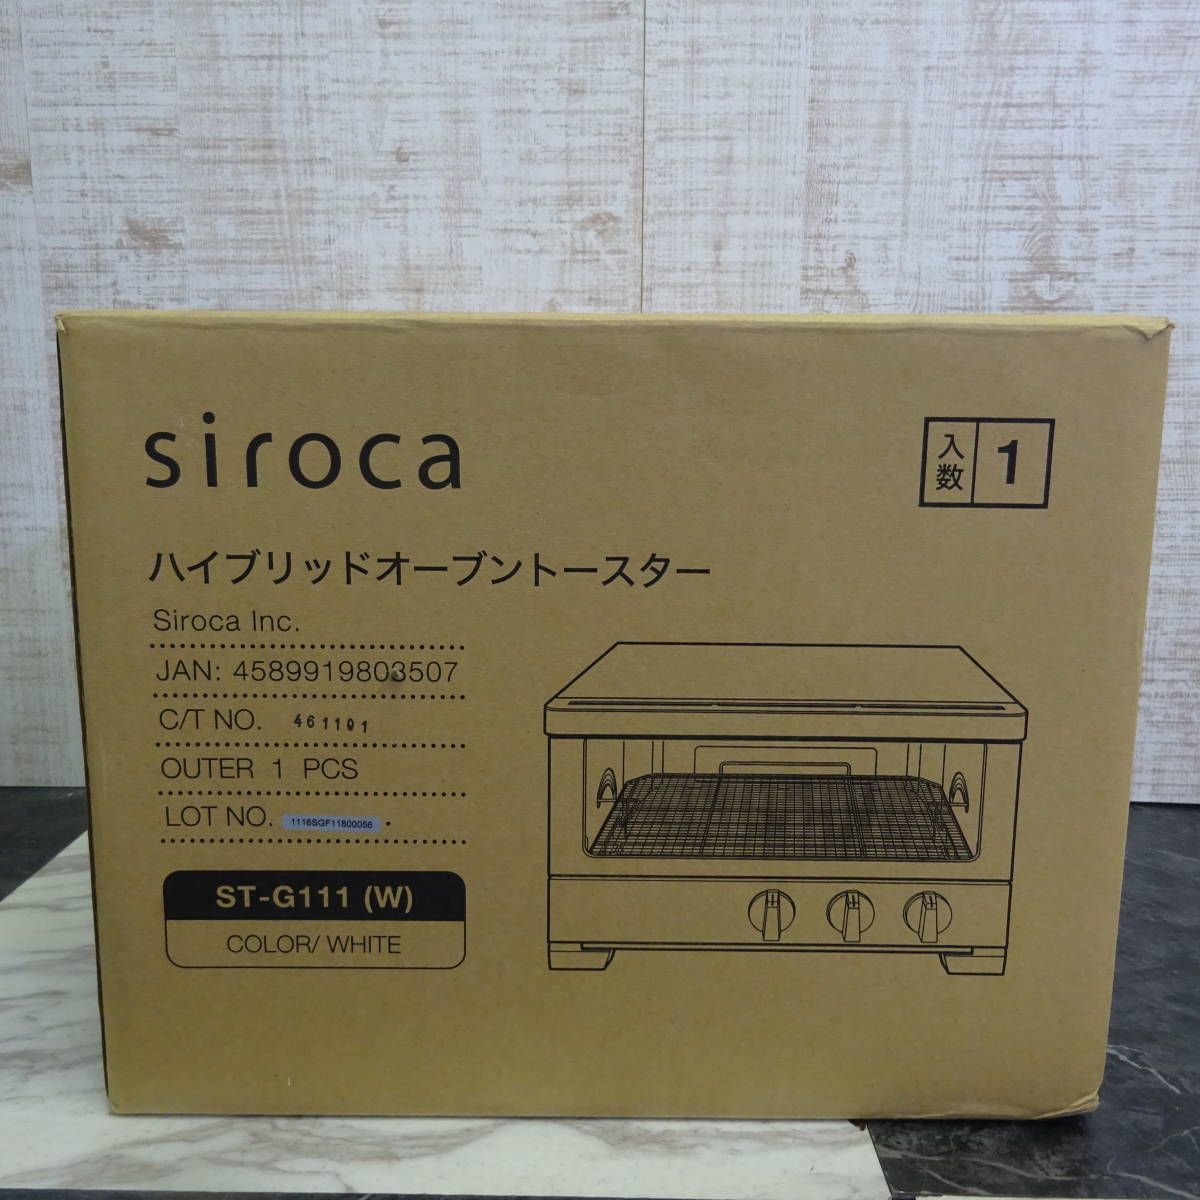 siroca
入数 1
ハイブリッドオーブントースター
Siroca Inc.
JAN: 4589919803507
C/T NO. 461101
OUTER 1 PCS
LOT NO. 1116SGF11800056
ST-G111 (W)
COLOR/ WHITE